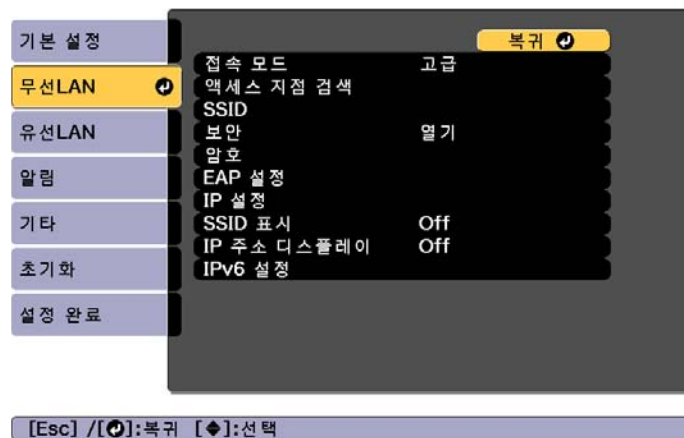 기본 설정
무선LAN
유선LAN
알림
기타
초기화
설정 완료
복귀
접속 모드 고급
액세스 지점 검색
SSID
보안 열기
암호
EAP 설정
IP 설정
SSID 표시 Off
IP 주소 디스플레이 Off
IPv6 설정
[Esc] /[⏎]:복귀 [◆]:선택